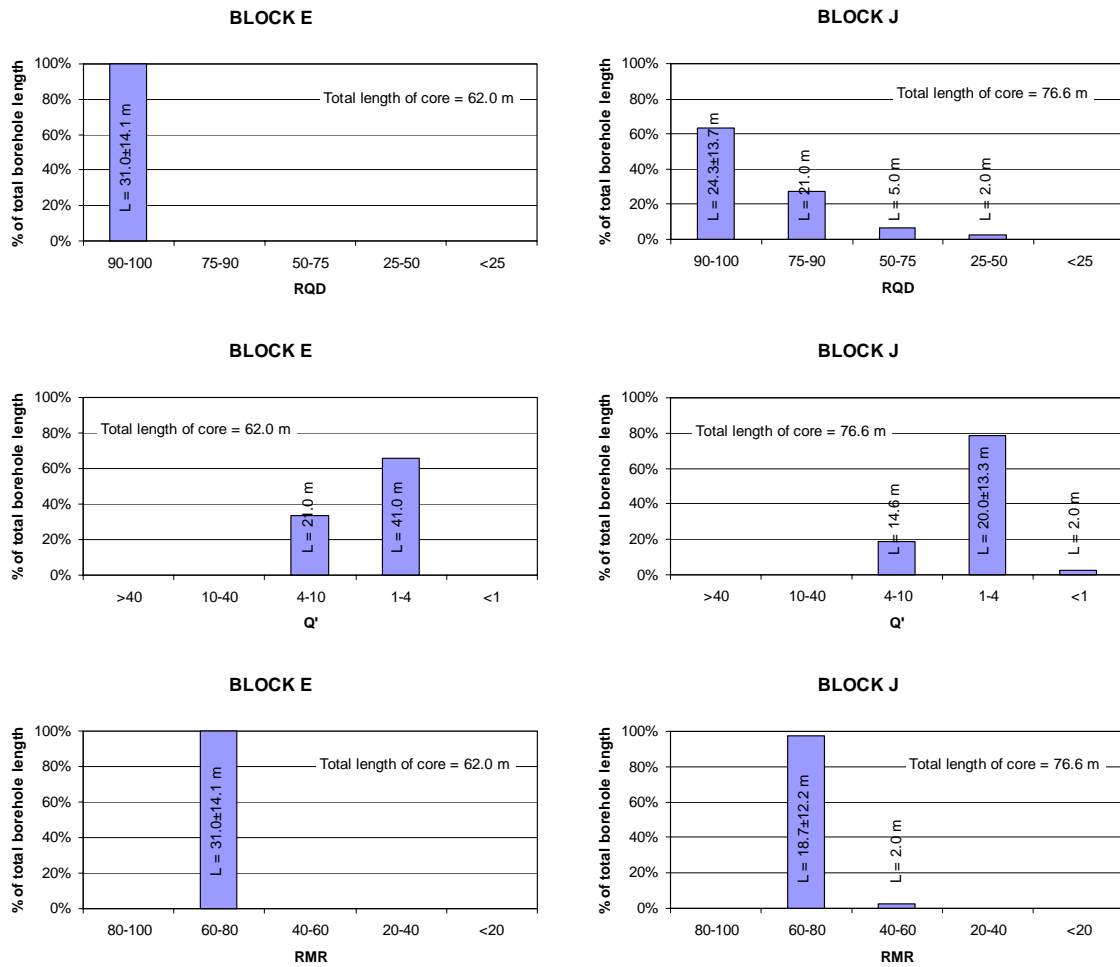 BLOCK E
% of total borehole length
100%
80%
60%
40%
20%
0%
Total length of core = 62.0 m
L = 31.0±14.1 m
90-100 75-90 50-75 25-50 <25
RQD
BLOCK J
% of total borehole length
100%
80%
60%
40%
20%
0%
Total length of core = 76.6 m
L = 24.3±13.7 m
L = 21.0 m
L = 5.0 m
L = 2.0 m
90-100 75-90 50-75 25-50 <25
RQD
BLOCK E
% of total borehole length
100%
80%
60%
40%
20%
0%
Total length of core = 62.0 m
L = 21.0 m
L = 41.0 m
>40 10-40 4-10 1-4 <1
Q'
BLOCK J
% of total borehole length
100%
80%
60%
40%
20%
0%
Total length of core = 76.6 m
L = 14.6 m
L = 20.0±13.3 m
L = 2.0 m
>40 10-40 4-10 1-4 <1
Q'
BLOCK E
% of total borehole length
100%
80%
60%
40%
20%
0%
Total length of core = 62.0 m
L = 31.0±14.1 m
80-100 60-80 40-60 20-40 <20
RMR
BLOCK J
% of total borehole length
100%
80%
60%
40%
20%
0%
Total length of core = 76.6 m
L = 18.7±12.2 m
L = 2.0 m
80-100 60-80 40-60 20-40 <20
RMR